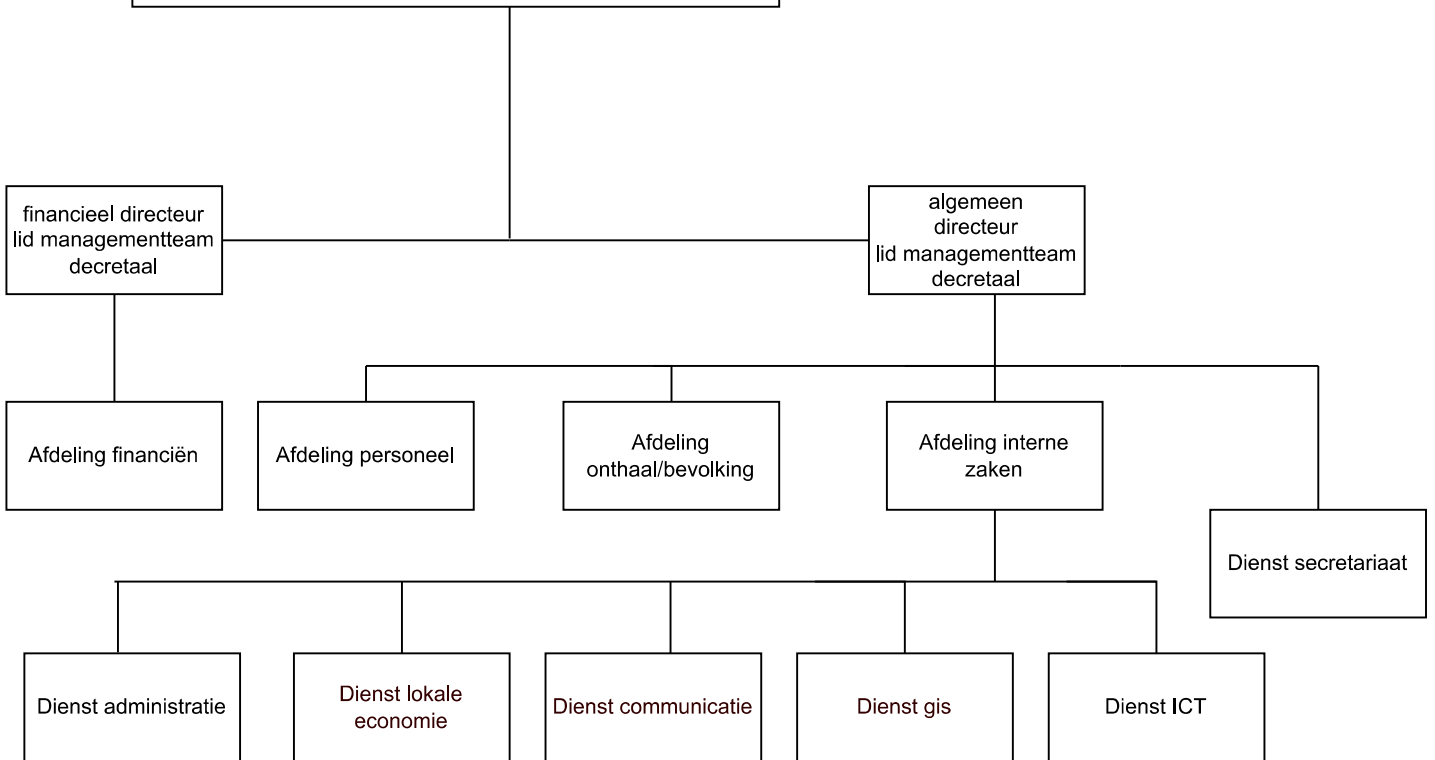 financieel directeur
lid managementteam
decretaal
algemeen
directeur
lid managementteam
decretaal
Afdeling financiën
Afdeling personeel
Afdeling
onthaal/bevolking
Afdeling interne
zaken
Dienst secretariaat
Dienst administratie
Dienst lokale
economie
Dienst communicatie
Dienst gis
Dienst ICT